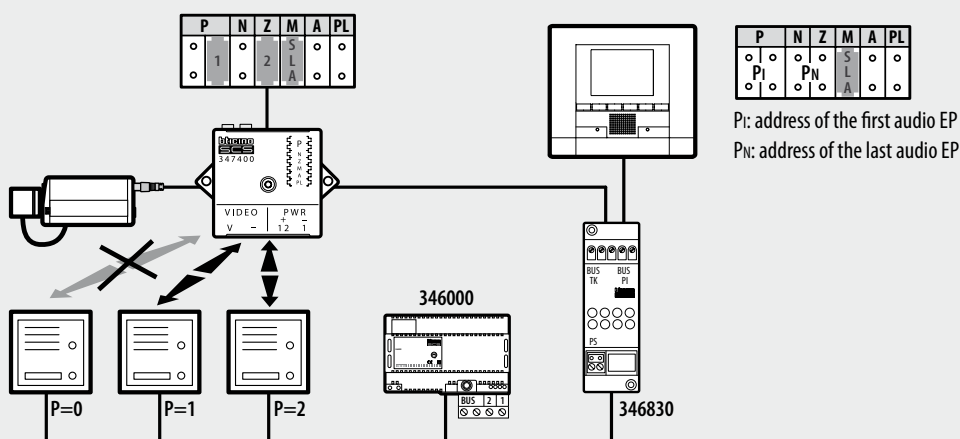 P N Z M A PL
1 2 S L A
P N Z M A PL
PI PN S L A
PI: address of the first audio EP
PN: address of the last audio EP
bticino
SCS
347400
P
N
Z
M
A
PL
VIDEO PWR
+ −
V − 12 1
346000
BUS 2 1
BUS TK
BUS PI
PS
346830
P=0
P=1
P=2